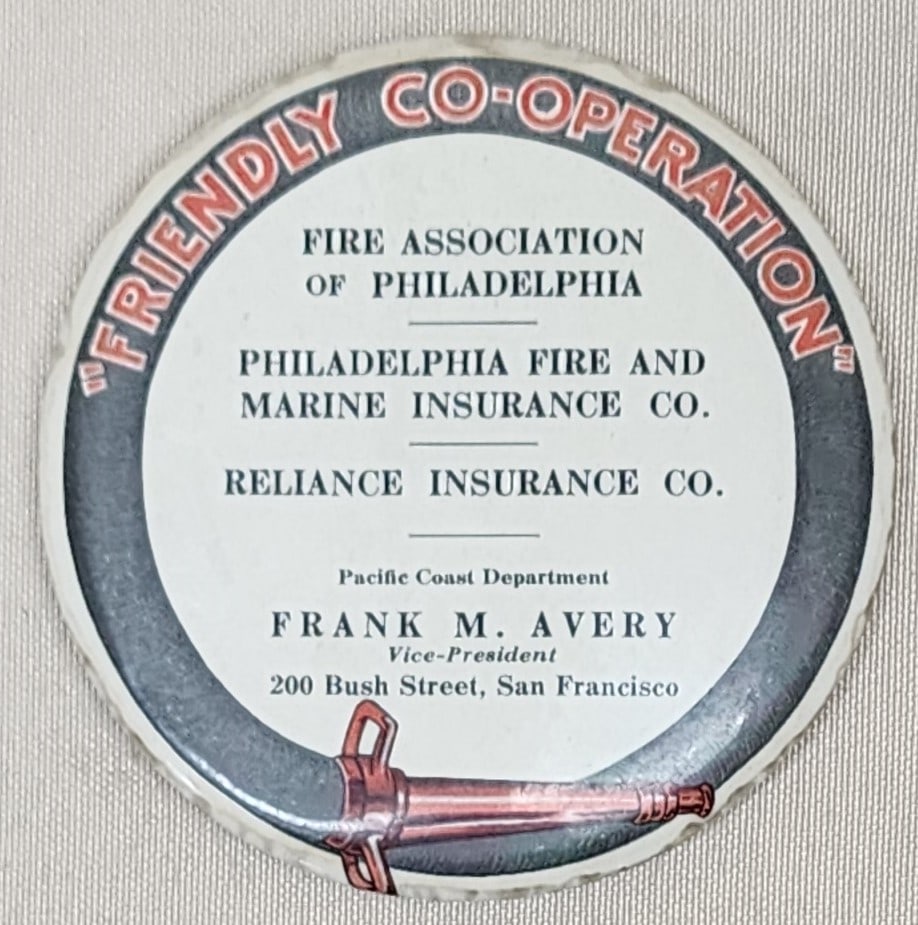 "FRIENDLY CO-OPERATION"
FIRE ASSOCIATION
OF PHILADELPHIA
PHILADELPHIA FIRE AND
MARINE INSURANCE CO.
RELIANCE INSURANCE CO.
Pacific Coast Department
FRANK M. AVERY
Vice-President
200 Bush Street, San Francisco